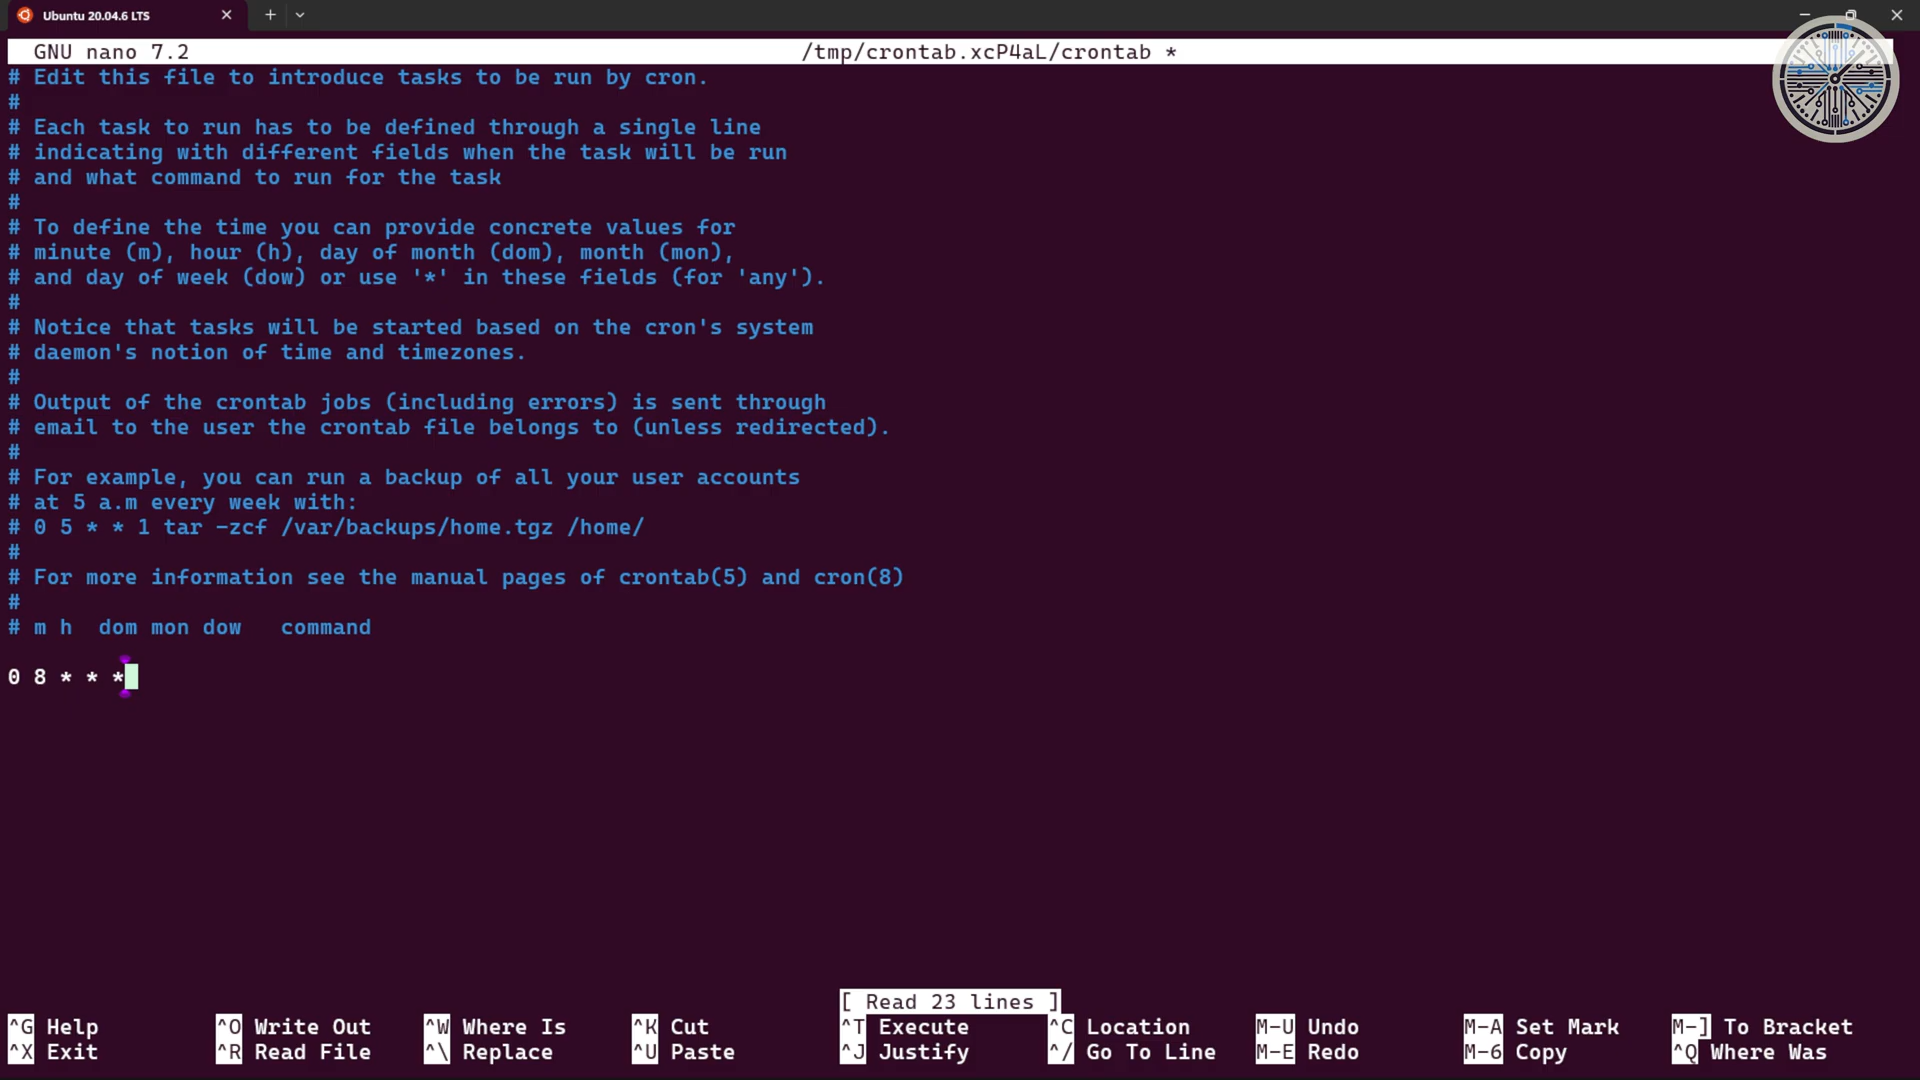 Ubuntu 20.04.6 LTS
GNU nano 7.2 /tmp/crontab.xcP4aL/crontab *
# Edit this file to introduce tasks to be run by cron.
#
# Each task to run has to be defined through a single line
# indicating with different fields when the task will be run
# and what command to run for the task
#
# To define the time you can provide concrete values for
# minute (m), hour (h), day of month (dom), month (mon),
# and day of week (dow) or use '*' in these fields (for 'any').
#
# Notice that tasks will be started based on the cron's system
# daemon's notion of time and timezones.
#
# Output of the crontab jobs (including errors) is sent through
# email to the user the crontab file belongs to (unless redirected).
#
# For example, you can run a backup of all your user accounts
# at 5 a.m every week with:
# 0 5 * * 1 tar -zcf /var/backups/home.tgz /home/
#
# For more information see the manual pages of crontab(5) and cron(8)
#
# m h  dom mon dow   command
0 8 * * *
[ Read 23 lines ]
^G Help ^O Write Out ^W Where Is ^K Cut ^T Execute ^C Location M-U Undo M-A Set Mark M-] To Bracket
^X Exit ^R Read File ^\ Replace ^U Paste ^J Justify ^/ Go To Line M-E Redo M-6 Copy ^Q Where Was